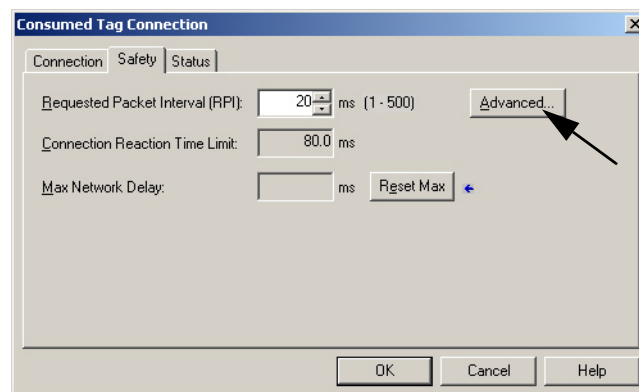 Consumed Tag Connection
Connection Safety Status
Requested Packet Interval (RPI): 20 ms (1 - 500) Advanced...
Connection Reaction Time Limit: 80.0 ms
Max Network Delay: ms Reset Max
OK Cancel Help